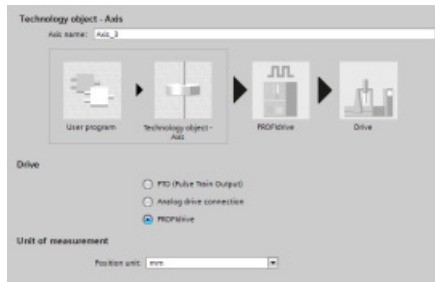 Technology object - Axis
Axis name: Axis_3
User program
Technology object -
Axis
PROFIdrive
Drive
Drive
PTO (Pulse Train Output)
Analog drive connection
PROFIdrive
Unit of measurement
Position unit: mm